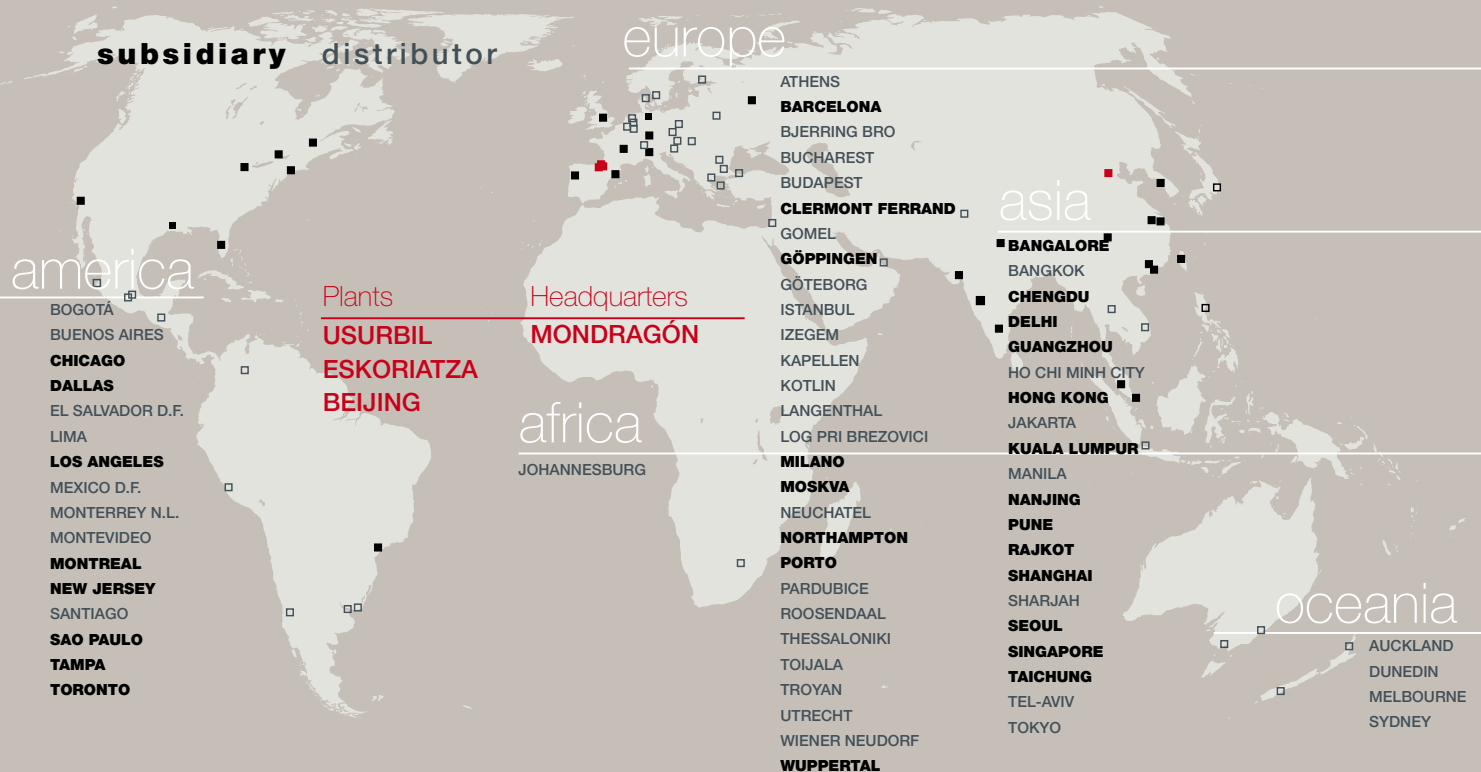 subsidiary distributor
america
BOGOTÁ
BUENOS AIRES
CHICAGO
DALLAS
EL SALVADOR D.F.
LIMA
LOS ANGELES
MEXICO D.F.
MONTERREY N.L.
MONTEVIDEO
MONTREAL
NEW JERSEY
SANTIAGO
SAO PAULO
TAMPA
TORONTO
Plants
USURBIL
ESKORIATZA
BEIJING
Headquarters
MONDRAGÓN
africa
JOHANNESBURG
europe
ATHENS
BARCELONA
BJERRING BRO
BUCHAREST
BUDAPEST
CLERMONT FERRAND
GOMEL
GÖPPINGEN
GÖTEBORG
ISTANBUL
IZEGEM
KAPELLEN
KOTLIN
LANGENTHAL
LOG PRI BREZOVICI
MILANO
MOSKVA
NEUCHATEL
NORTHAMPTON
PORTO
PARDUBICE
ROOSENDAAL
THESSALONIKI
TOIJALA
TROYAN
UTRECHT
WIENER NEUDORF
WUPPERTAL
asia
BANGALORE
BANGKOK
CHENGDU
DELHI
GUANGZHOU
HO CHI MINH CITY
HONG KONG
JAKARTA
KUALA LUMPUR
MANILA
NANJING
PUNE
RAJKOT
SHANGHAI
SHARJAH
SEOUL
SINGAPORE
TAICHUNG
TEL-AVIV
TOKYO
oceania
AUCKLAND
DUNEDIN
MELBOURNE
SYDNEY